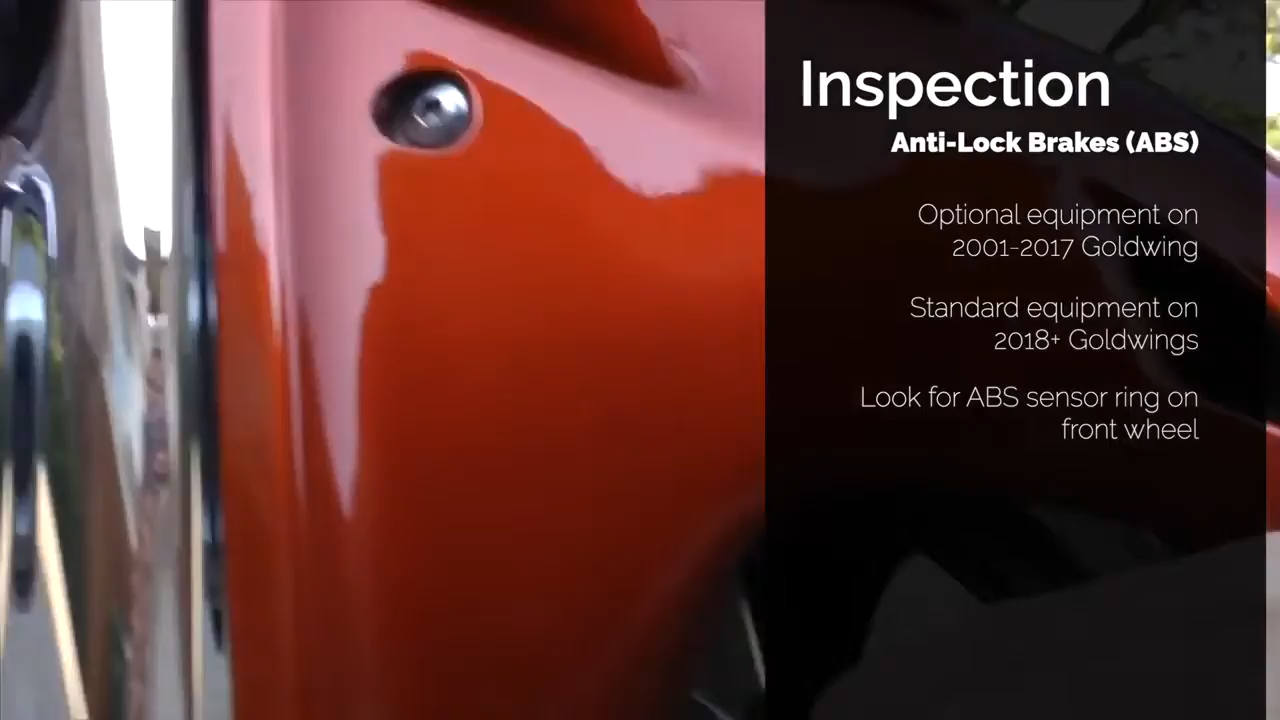 Inspection
Anti-Lock Brakes (ABS)
Optional equipment on
2001-2017 Goldwing
Standard equipment on
2018+ Goldwings
Look for ABS sensor ring on
front wheel